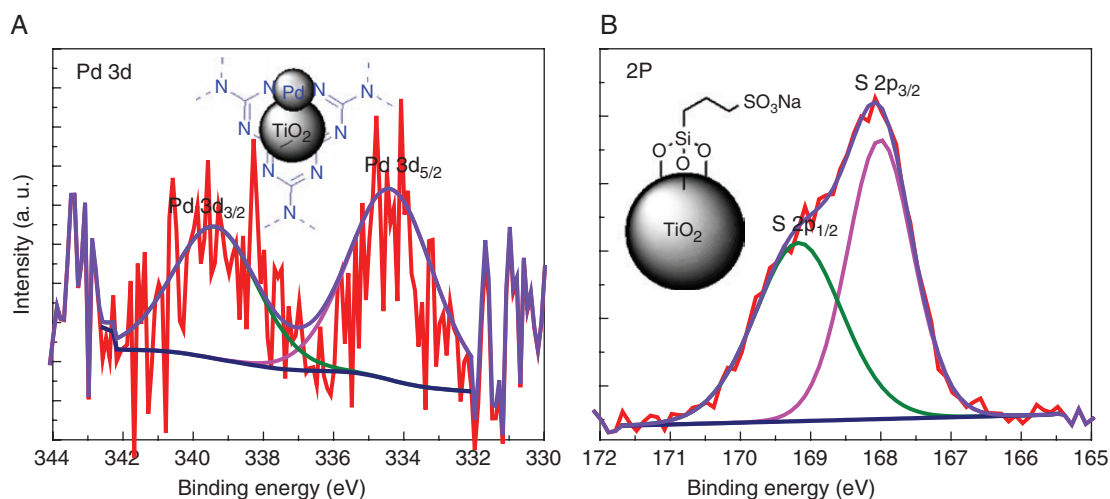 A
Pd 3d
N
N
Pd
N
N
TiO2
N
N
N
N
N
Pd 3d5/2
Pd 3d3/2
Intensity (a. u.)
344 342 340 338 336 334 332 330
Binding energy (eV)
B
2P
S 2p3/2
SO3Na
Si
O
O
O
TiO2
S 2p1/2
172 171 170 169 168 167 166 165
Binding energy (eV)